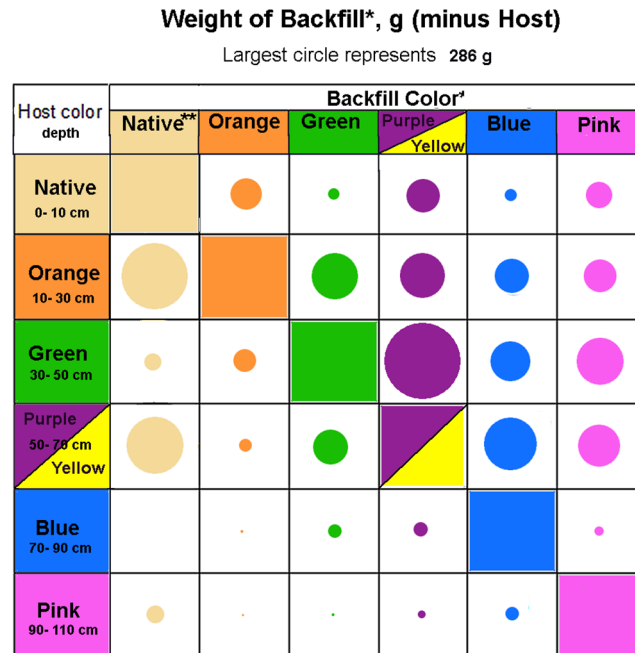 Weight of Backfill*, g (minus Host)
Largest circle represents 286 g
Host color
depth
Backfill Color*
Native**
Orange
Green
Purple
Yellow
Blue
Pink
Native
0- 10 cm
Orange
10- 30 cm
Green
30- 50 cm
Purple
50- 70 cm
Yellow
Blue
70- 90 cm
Pink
90- 110 cm